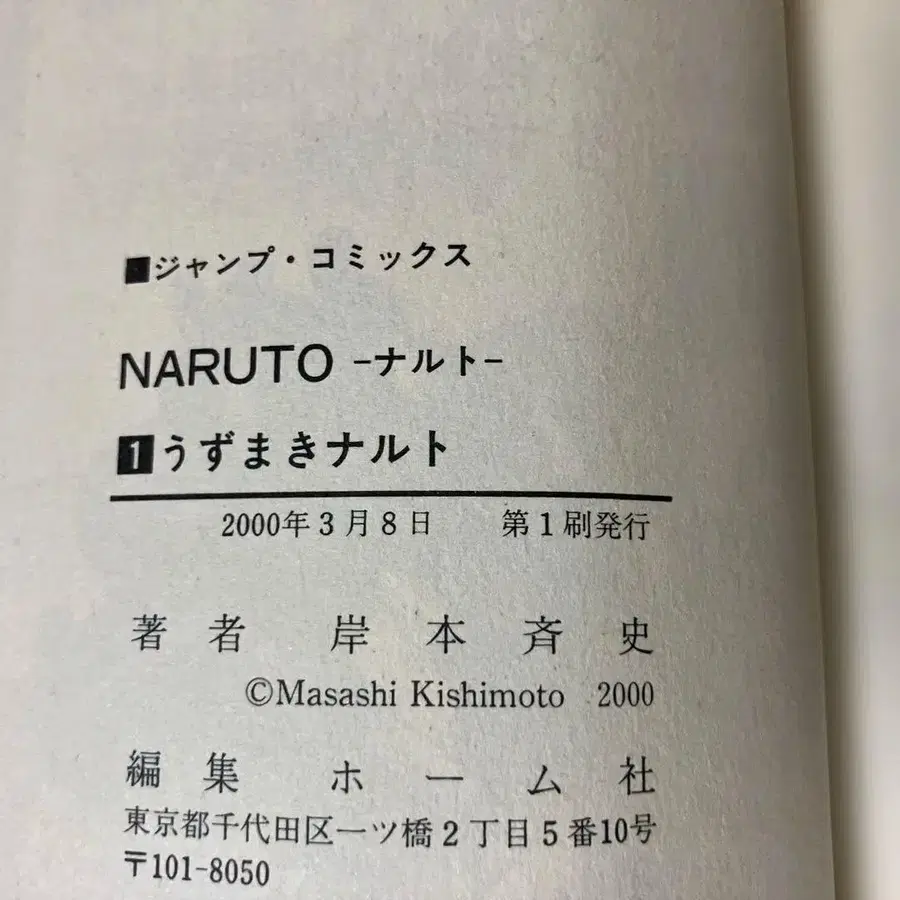 ■ジャンプ・コミックス
NARUTO -ナルト-
1うずまきナルト
2000年3月8日 第1刷発行
著者 岸本斉史
©Masashi Kishimoto 2000
編集 ホーム社
東京都千代田区一ツ橋2丁目5番10号
〒101-8050